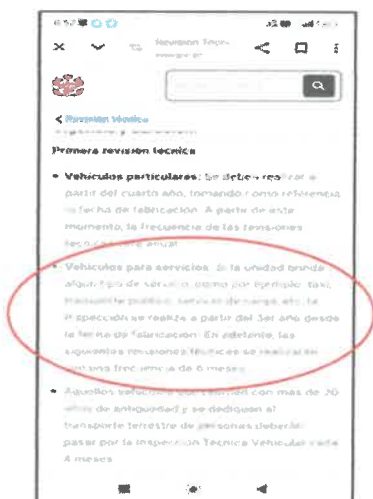 6:52
Revisión Técn
Revisión técnica
Primera revisión técnica
• Vehículos particulares: Se deben realizar a
partir del cuarto año, tomando como referencia
la fecha de fabricación. A partir de este
momento, la frecuencia de las revisiones
técnicas será anual.
• Vehículos para servicios: Si la unidad brinda
algún tipo de servicio, como por ejemplo: taxi,
transporte público, servicio de carga, etc, la
inspección se realiza a partir del 3er año desde
la fecha de fabricación. En adelante, las
siguientes revisiones técnicas se realizarán
con una frecuencia de 6 meses.
• Aquellos vehículos que cuenten con más de 20
años de antigüedad y se dediquen al
transporte terrestre de personas deberán
pasar por la Inspección Técnica Vehicular cada
4 meses